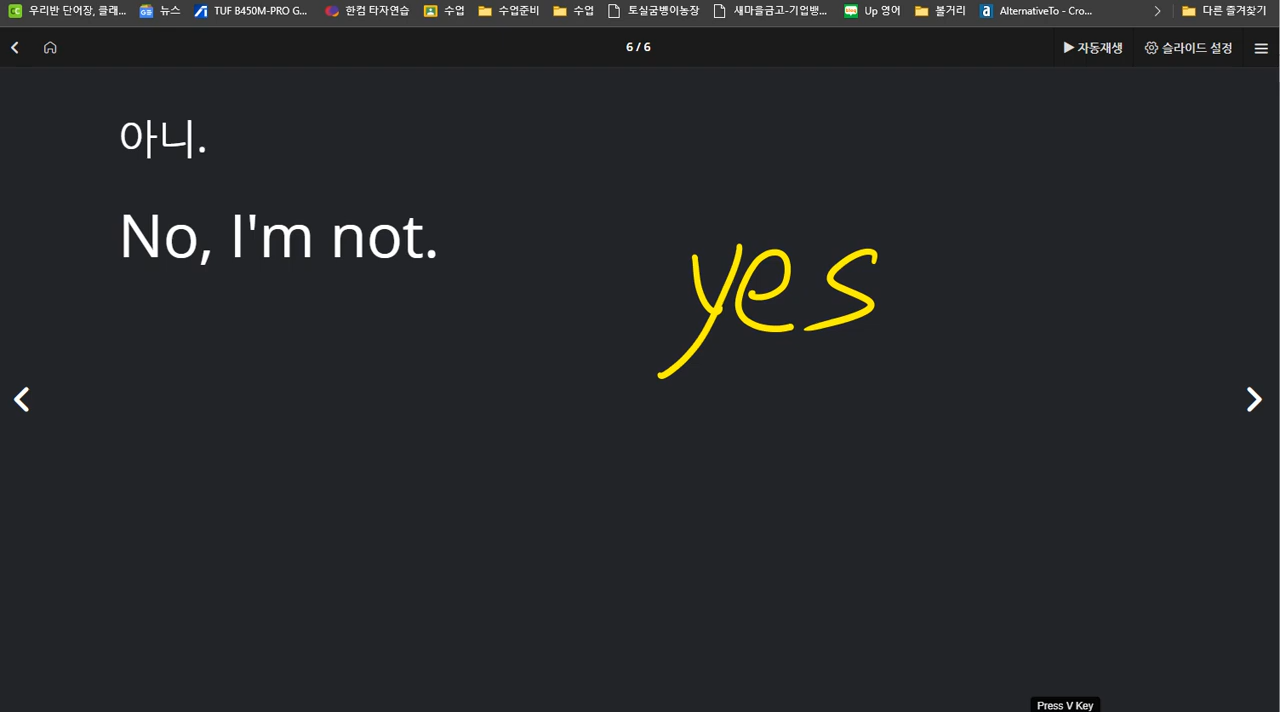 우리반 단어장, 클래... 뉴스 TUF B450M-PRO G... 한컴 타자연습 수업 수업준비 수업 토실굼벵이농장 새마을금고-기업뱅... Up 영어 볼거리 AlternativeTo - Cro... 다른 즐겨찾기
6 / 6 자동재생 슬라이드 설정
아니.
No, I'm not.
yes
Press V Key